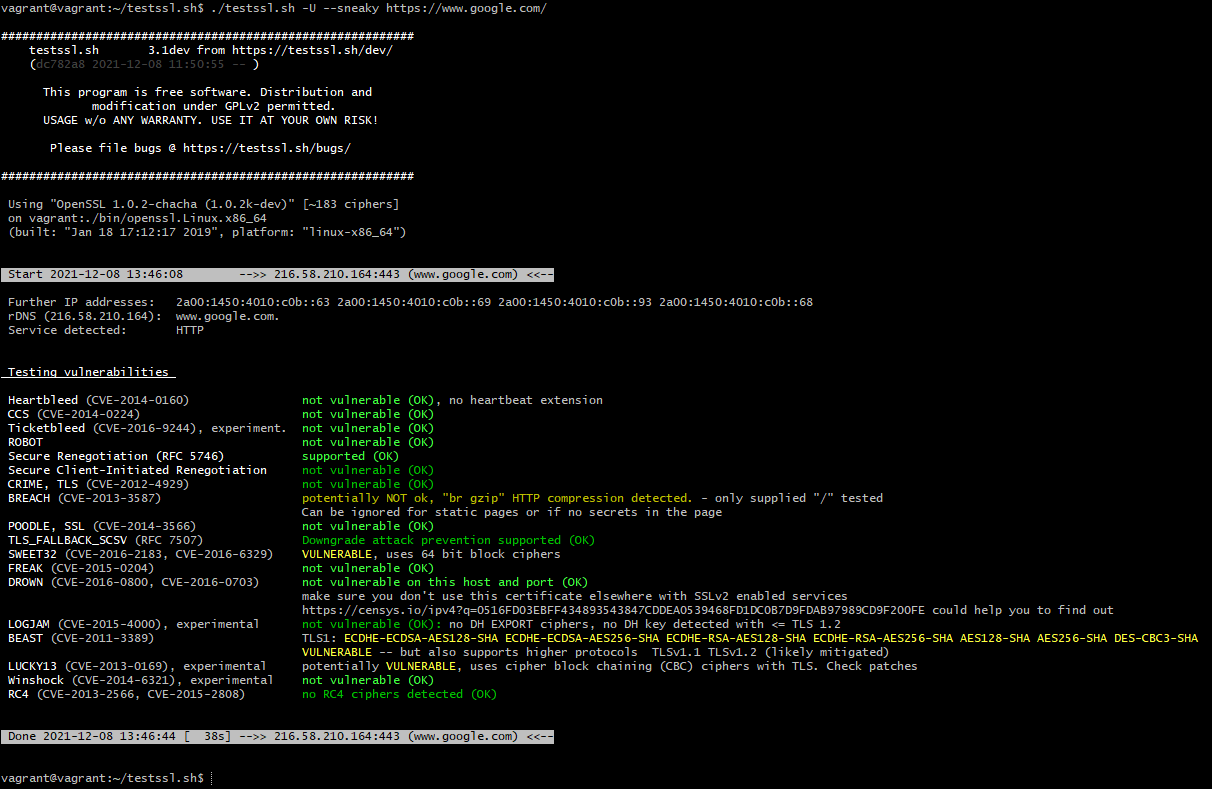 vagrant@vagrant:~/testssl.sh$ ./testssl.sh -U --sneaky https://www.google.com/
###########################################################
testssl.sh 3.1dev from https://testssl.sh/dev/
(dc782a8 2021-12-08 11:50:55 -- )
This program is free software. Distribution and
modification under GPLv2 permitted.
USAGE w/o ANY WARRANTY. USE IT AT YOUR OWN RISK!
Please file bugs @ https://testssl.sh/bugs/
###########################################################
Using "OpenSSL 1.0.2-chacha (1.0.2k-dev)" [~183 ciphers]
on vagrant:./bin/openssl.Linux.x86_64
(built: "Jan 18 17:12:17 2019", platform: "linux-x86_64")
Start 2021-12-08 13:46:08 -->> 216.58.210.164:443 (www.google.com) <<--
Further IP addresses: 2a00:1450:4010:c0b::63 2a00:1450:4010:c0b::69 2a00:1450:4010:c0b::93 2a00:1450:4010:c0b::68
rDNS (216.58.210.164): www.google.com.
Service detected: HTTP
Testing vulnerabilities
Heartbleed (CVE-2014-0160) not vulnerable (OK), no heartbeat extension
CCS (CVE-2014-0224) not vulnerable (OK)
Ticketbleed (CVE-2016-9244), experiment. not vulnerable (OK)
ROBOT not vulnerable (OK)
Secure Renegotiation (RFC 5746) supported (OK)
Secure Client-Initiated Renegotiation not vulnerable (OK)
CRIME, TLS (CVE-2012-4929) not vulnerable (OK)
BREACH (CVE-2013-3587) potentially NOT ok, "br gzip" HTTP compression detected. - only supplied "/" tested
Can be ignored for static pages or if no secrets in the page
POODLE, SSL (CVE-2014-3566) not vulnerable (OK)
TLS_FALLBACK_SCSV (RFC 7507) Downgrade attack prevention supported (OK)
SWEET32 (CVE-2016-2183, CVE-2016-6329) VULNERABLE, uses 64 bit block ciphers
FREAK (CVE-2015-0204) not vulnerable (OK)
DROWN (CVE-2016-0800, CVE-2016-0703) not vulnerable on this host and port (OK)
make sure you don't use this certificate elsewhere with SSLv2 enabled services
https://censys.io/ipv4?q=0516FD03EBFF434893543847CDDEA0539468FD1DC0B7D9FDAB97989CD9F200FE could help you to find out
LOGJAM (CVE-2015-4000), experimental not vulnerable (OK): no DH EXPORT ciphers, no DH key detected with <= TLS 1.2
BEAST (CVE-2011-3389) TLS1: ECDHE-ECDSA-AES128-SHA ECDHE-ECDSA-AES256-SHA ECDHE-RSA-AES128-SHA ECDHE-RSA-AES256-SHA AES128-SHA AES256-SHA DES-CBC3-SHA
VULNERABLE -- but also supports higher protocols TLSv1.1 TLSv1.2 (likely mitigated)
LUCKY13 (CVE-2013-0169), experimental potentially VULNERABLE, uses cipher block chaining (CBC) ciphers with TLS. Check patches
Winshock (CVE-2014-6321), experimental not vulnerable (OK)
RC4 (CVE-2013-2566, CVE-2015-2808) no RC4 ciphers detected (OK)
Done 2021-12-08 13:46:44 [ 38s] -->> 216.58.210.164:443 (www.google.com) <<--
vagrant@vagrant:~/testssl.sh$